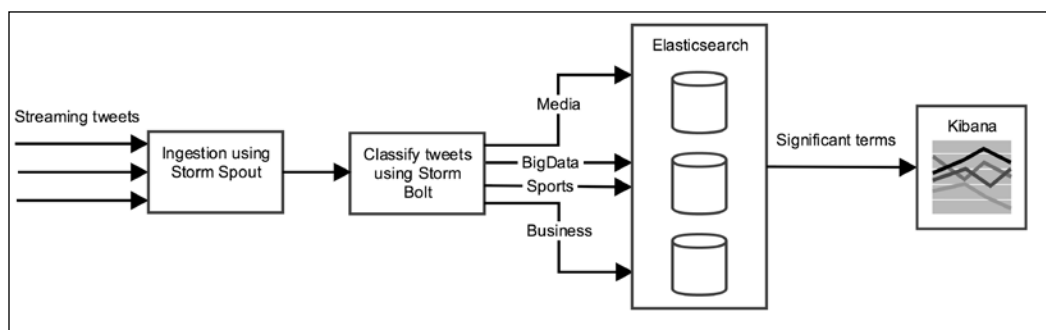 Streaming tweets
Ingestion using
Storm Spout
Classify tweets
using Storm
Bolt
Media
BigData
Sports
Business
Elasticsearch
Significant terms
Kibana